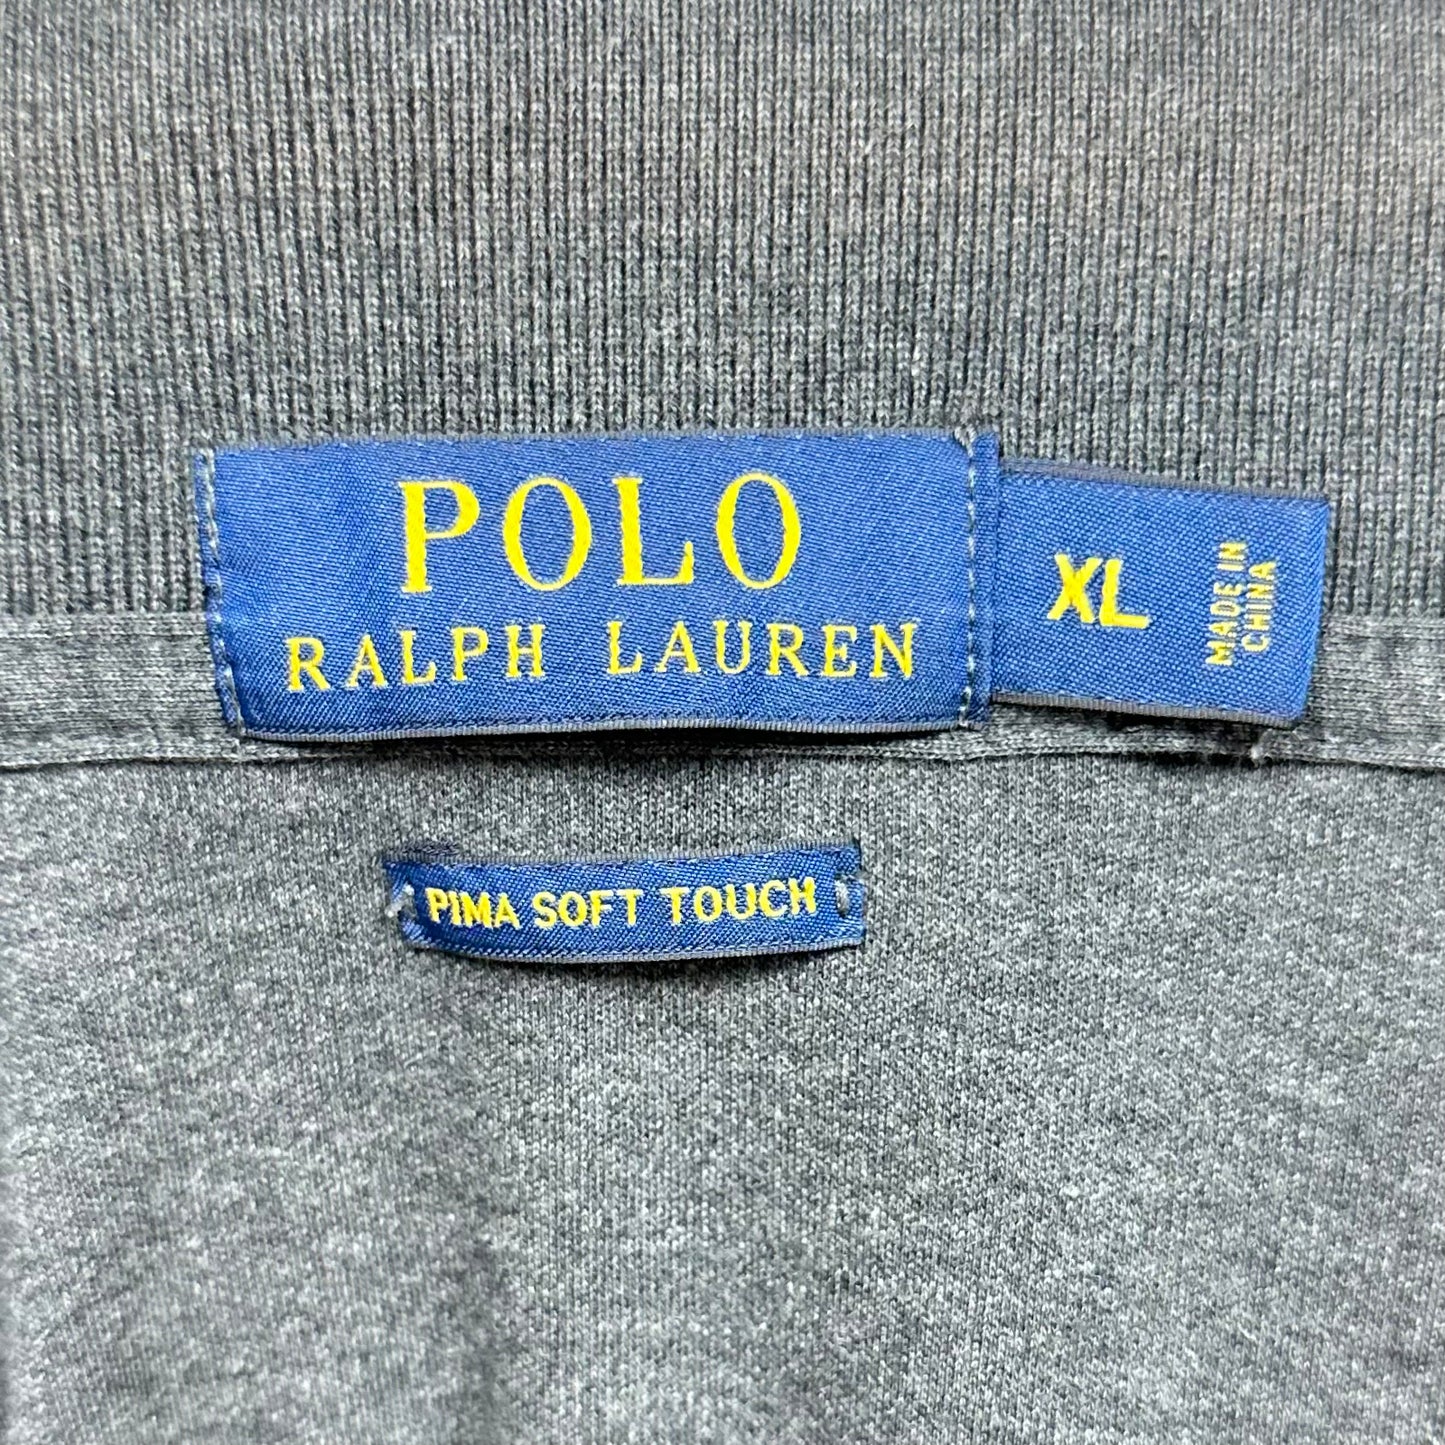 POLO
RALPH LAUREN
XL
MADE IN
CHINA
PIMA SOFT TOUCH